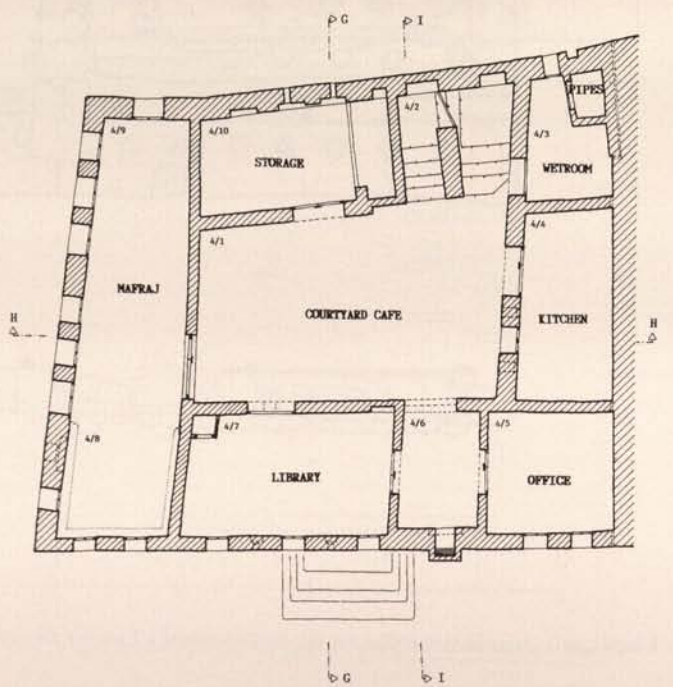 G
I
4/9
4/10
4/2
PIPES
4/3
STORAGE
WETROOM
4/1
4/4
MAFRAJ
COURTYARD CAFE
KITCHEN
H
H
4/8
4/7
4/6
4/5
LIBRARY
OFFICE
G
I